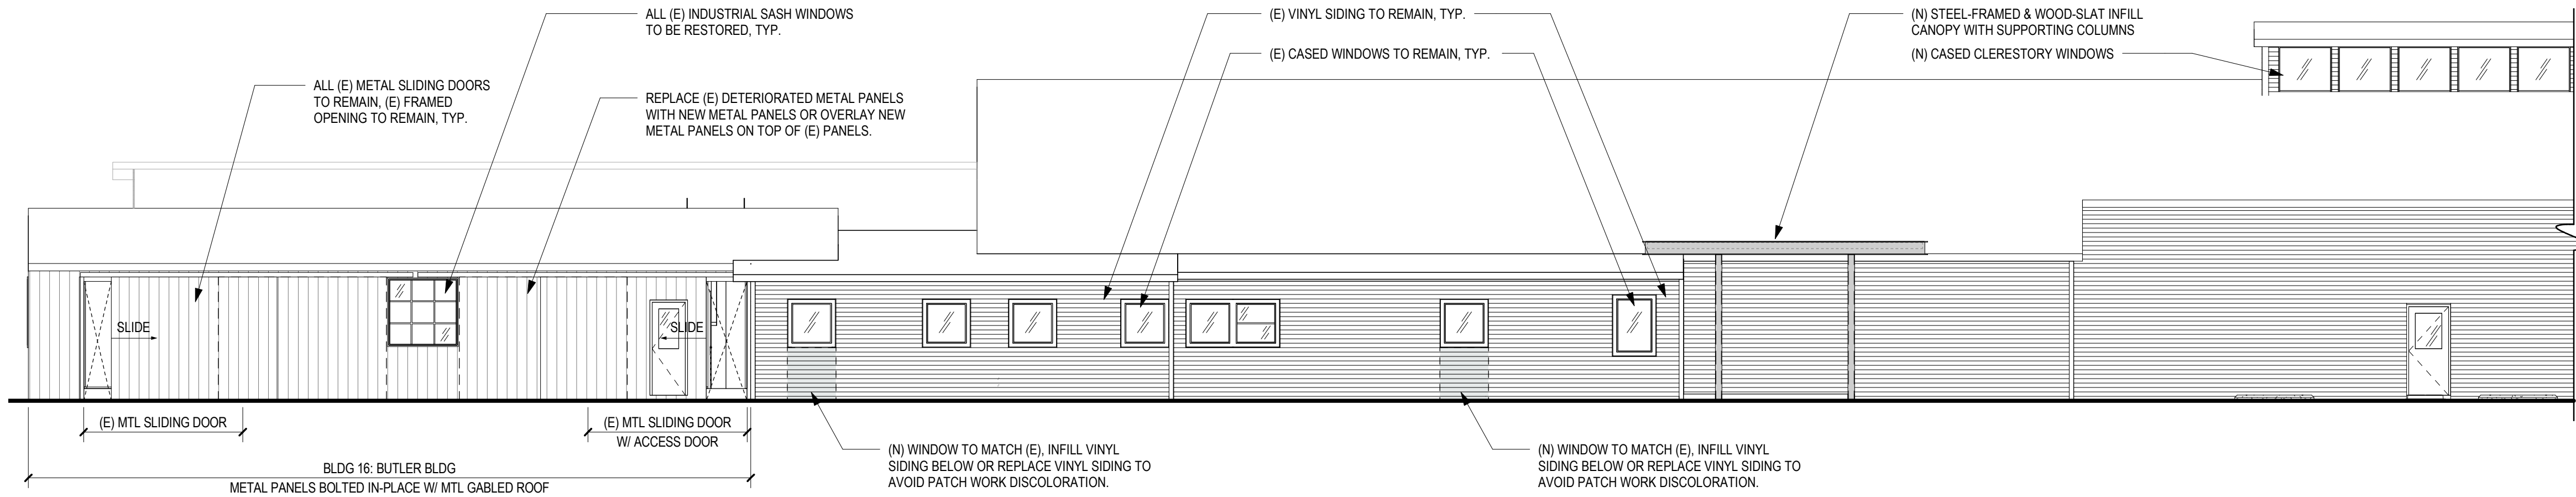 ALL (E) INDUSTRIAL SASH WINDOWS
TO BE RESTORED, TYP.
(E) VINYL SIDING TO REMAIN, TYP.
(E) CASED WINDOWS TO REMAIN, TYP.
(N) STEEL-FRAMED & WOOD-SLAT INFILL
CANOPY WITH SUPPORTING COLUMNS
(N) CASED CLERESTORY WINDOWS
ALL (E) METAL SLIDING DOORS
TO REMAIN, (E) FRAMED
OPENING TO REMAIN, TYP.
REPLACE (E) DETERIORATED METAL PANELS
WITH NEW METAL PANELS OR OVERLAY NEW
METAL PANELS ON TOP OF (E) PANELS.
SLIDE
SLIDE
(E) MTL SLIDING DOOR
(E) MTL SLIDING DOOR
W/ ACCESS DOOR
BLDG 16: BUTLER BLDG
METAL PANELS BOLTED IN-PLACE W/ MTL GABLED ROOF
(N) WINDOW TO MATCH (E), INFILL VINYL
SIDING BELOW OR REPLACE VINYL SIDING TO
AVOID PATCH WORK DISCOLORATION.
(N) WINDOW TO MATCH (E), INFILL VINYL
SIDING BELOW OR REPLACE VINYL SIDING TO
AVOID PATCH WORK DISCOLORATION.